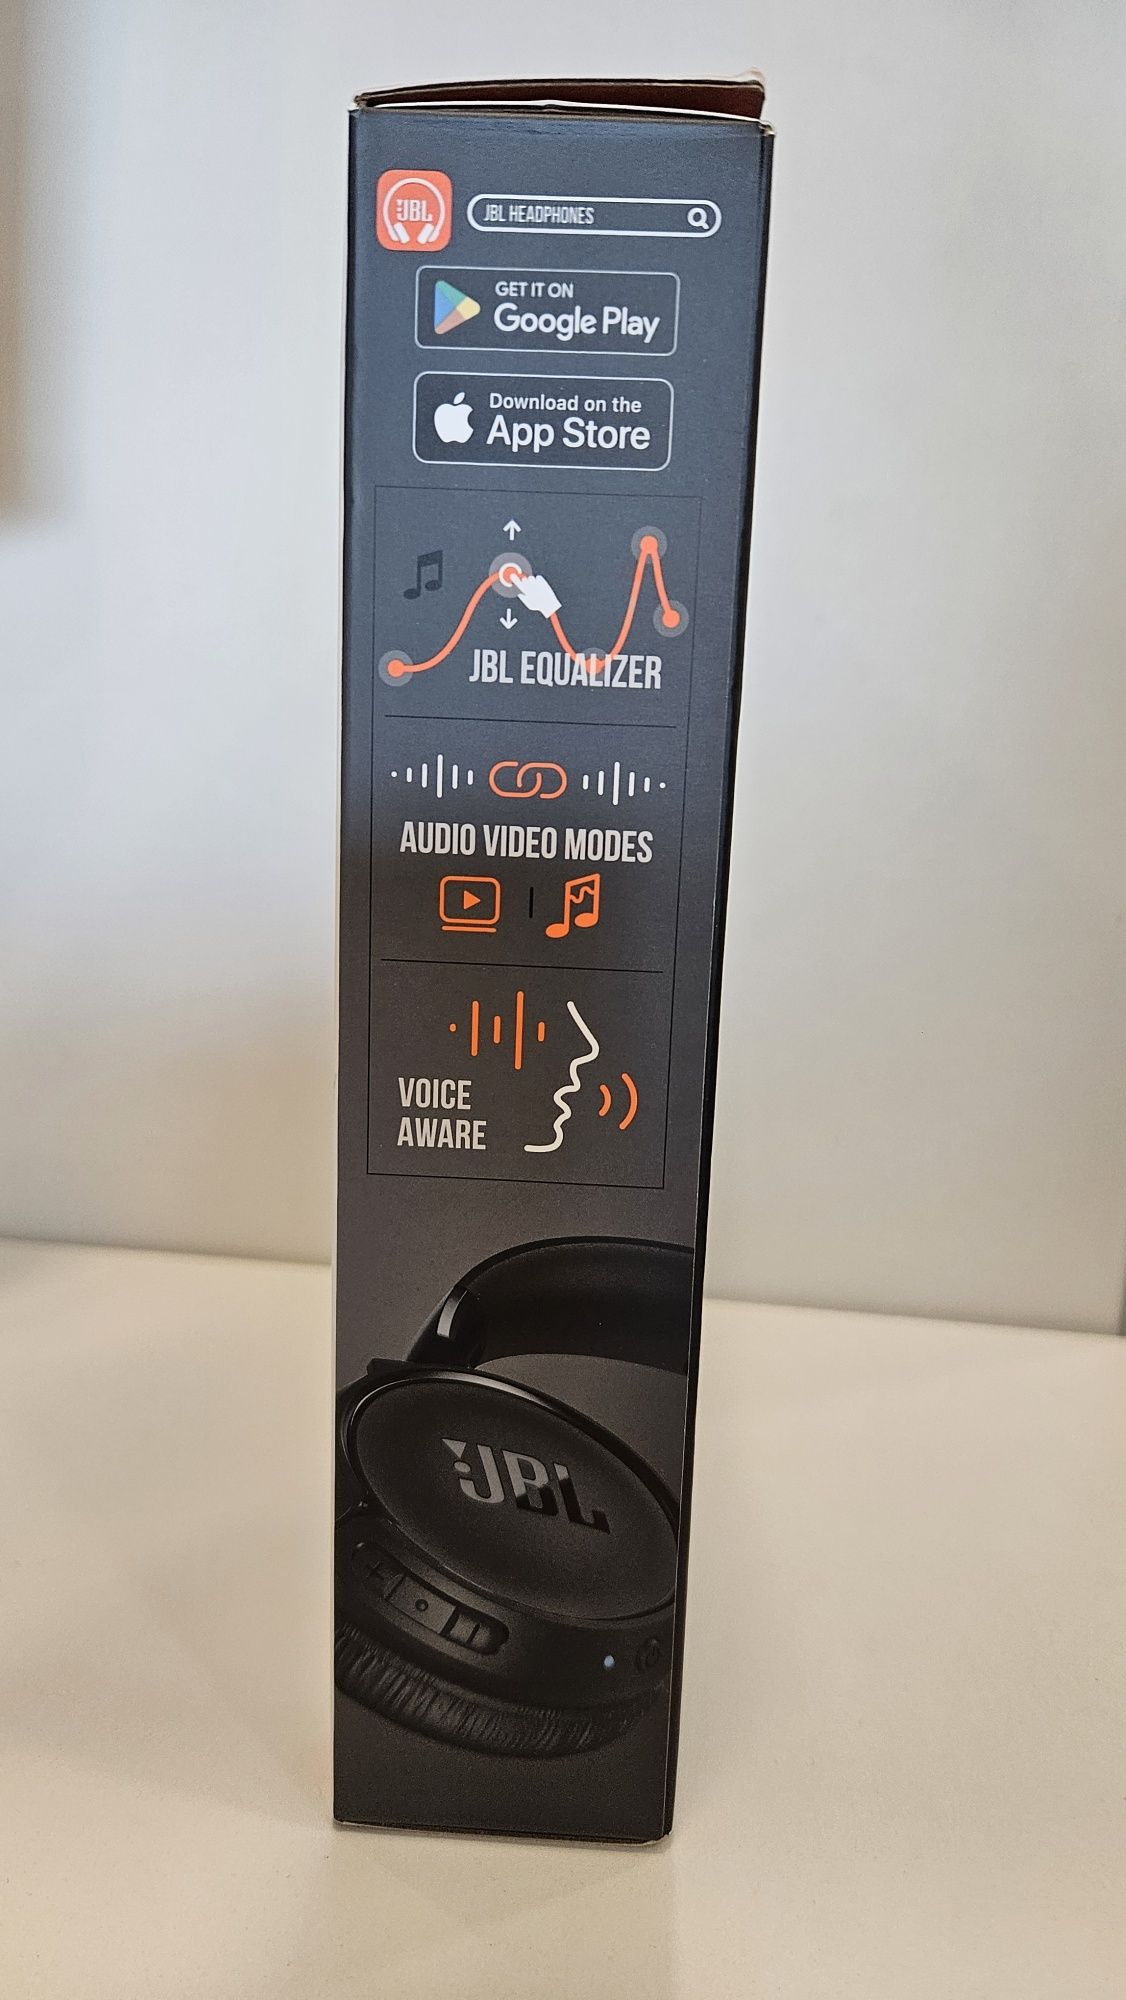 JBL
JBL HEADPHONES
GET IT ON
Google Play
Download on the
App Store
JBL EQUALIZER
AUDIO VIDEO MODES
VOICE
AWARE
JBL